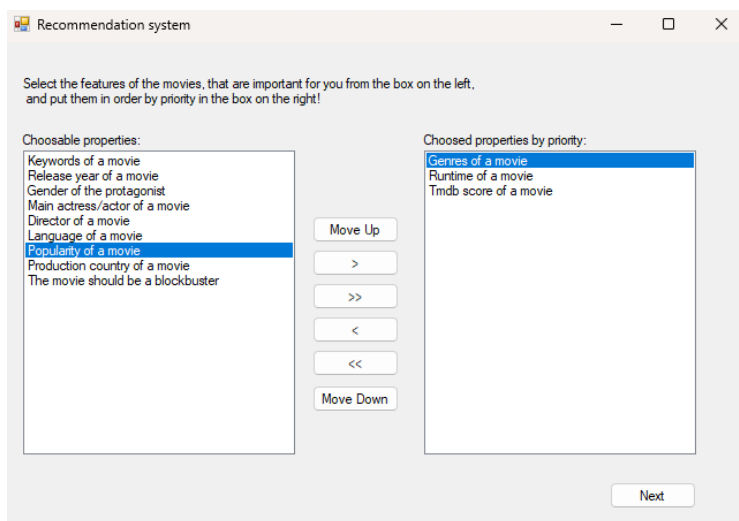 Recommendation system
Select the features of the movies, that are important for you from the box on the left,
and put them in order by priority in the box on the right!
Choosable properties:
Keywords of a movie
Release year of a movie
Gender of the protagonist
Main actress/actor of a movie
Director of a movie
Language of a movie
Popularity of a movie
Production country of a movie
The movie should be a blockbuster
Move Up
>
>>
<
<<
Move Down
Choosed properties by priority:
Genres of a movie
Runtime of a movie
Tmdb score of a movie
Next